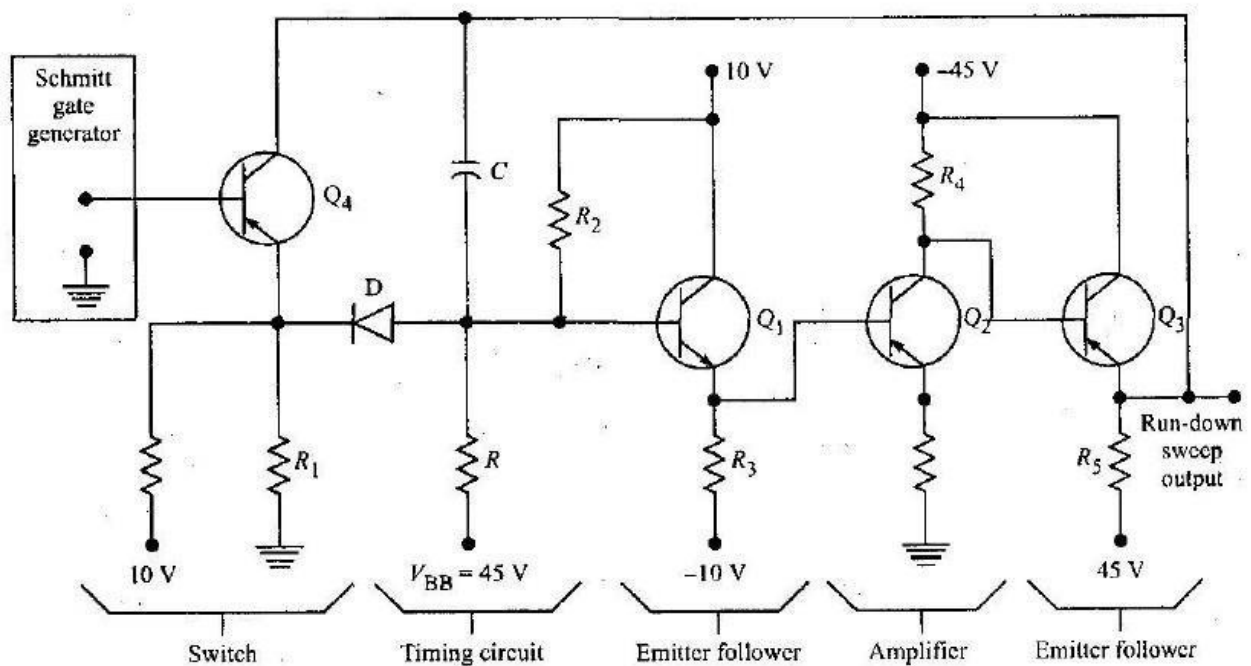 Schmitt
gate
generator
Q4
C
10 V
–45 V
R2
R4
D
Q1
Q2
Q3
R1
R
R3
R5
Run-down
sweep
output
10 V
VBB = 45 V
–10 V
45 V
Switch
Timing circuit
Emitter follower
Amplifier
Emitter follower